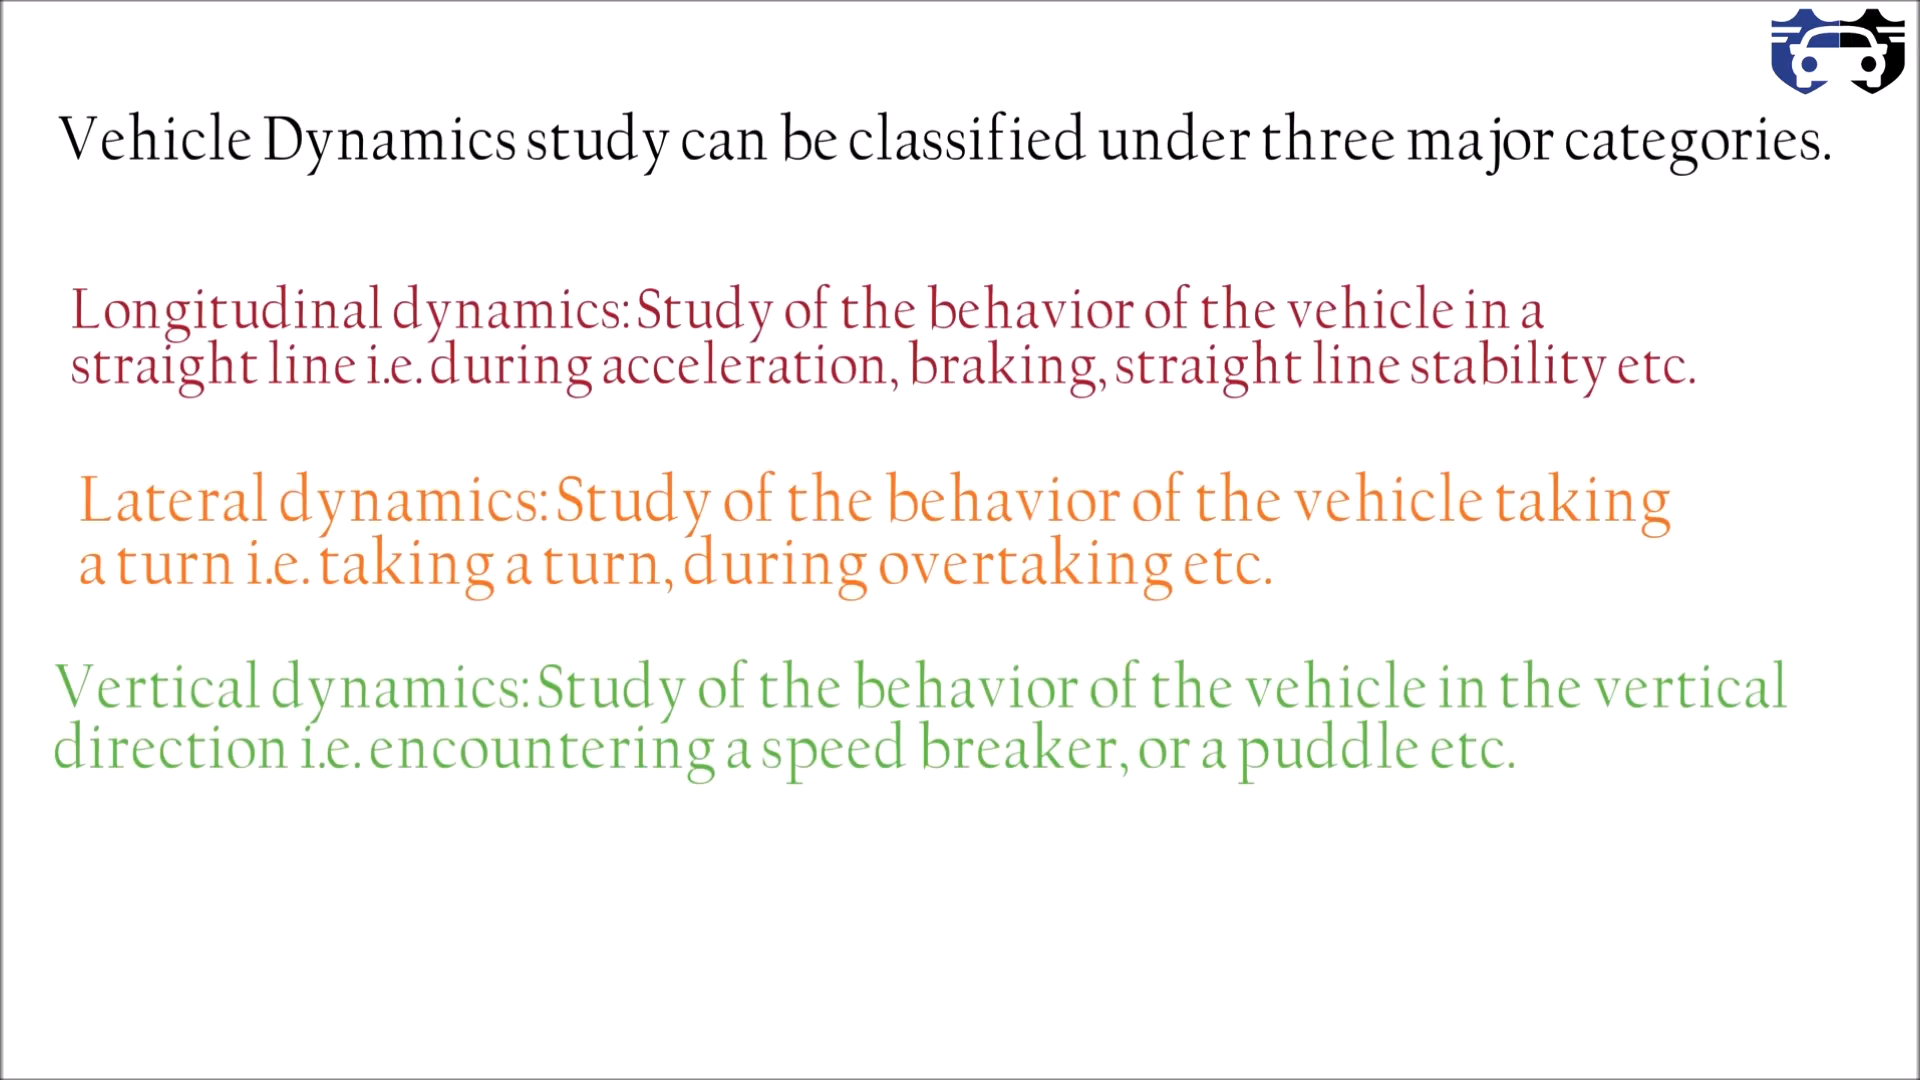 Vehicle Dynamics study can be classified under three major categories.
Longitudinal dynamics: Study of the behavior of the vehicle in a
straight line i.e. during acceleration, braking, straight line stability etc.
Lateral dynamics: Study of the behavior of the vehicle taking
a turn i.e. taking a turn, during overtaking etc.
Vertical dynamics: Study of the behavior of the vehicle in the vertical
direction i.e. encountering a speed breaker, or a puddle etc.